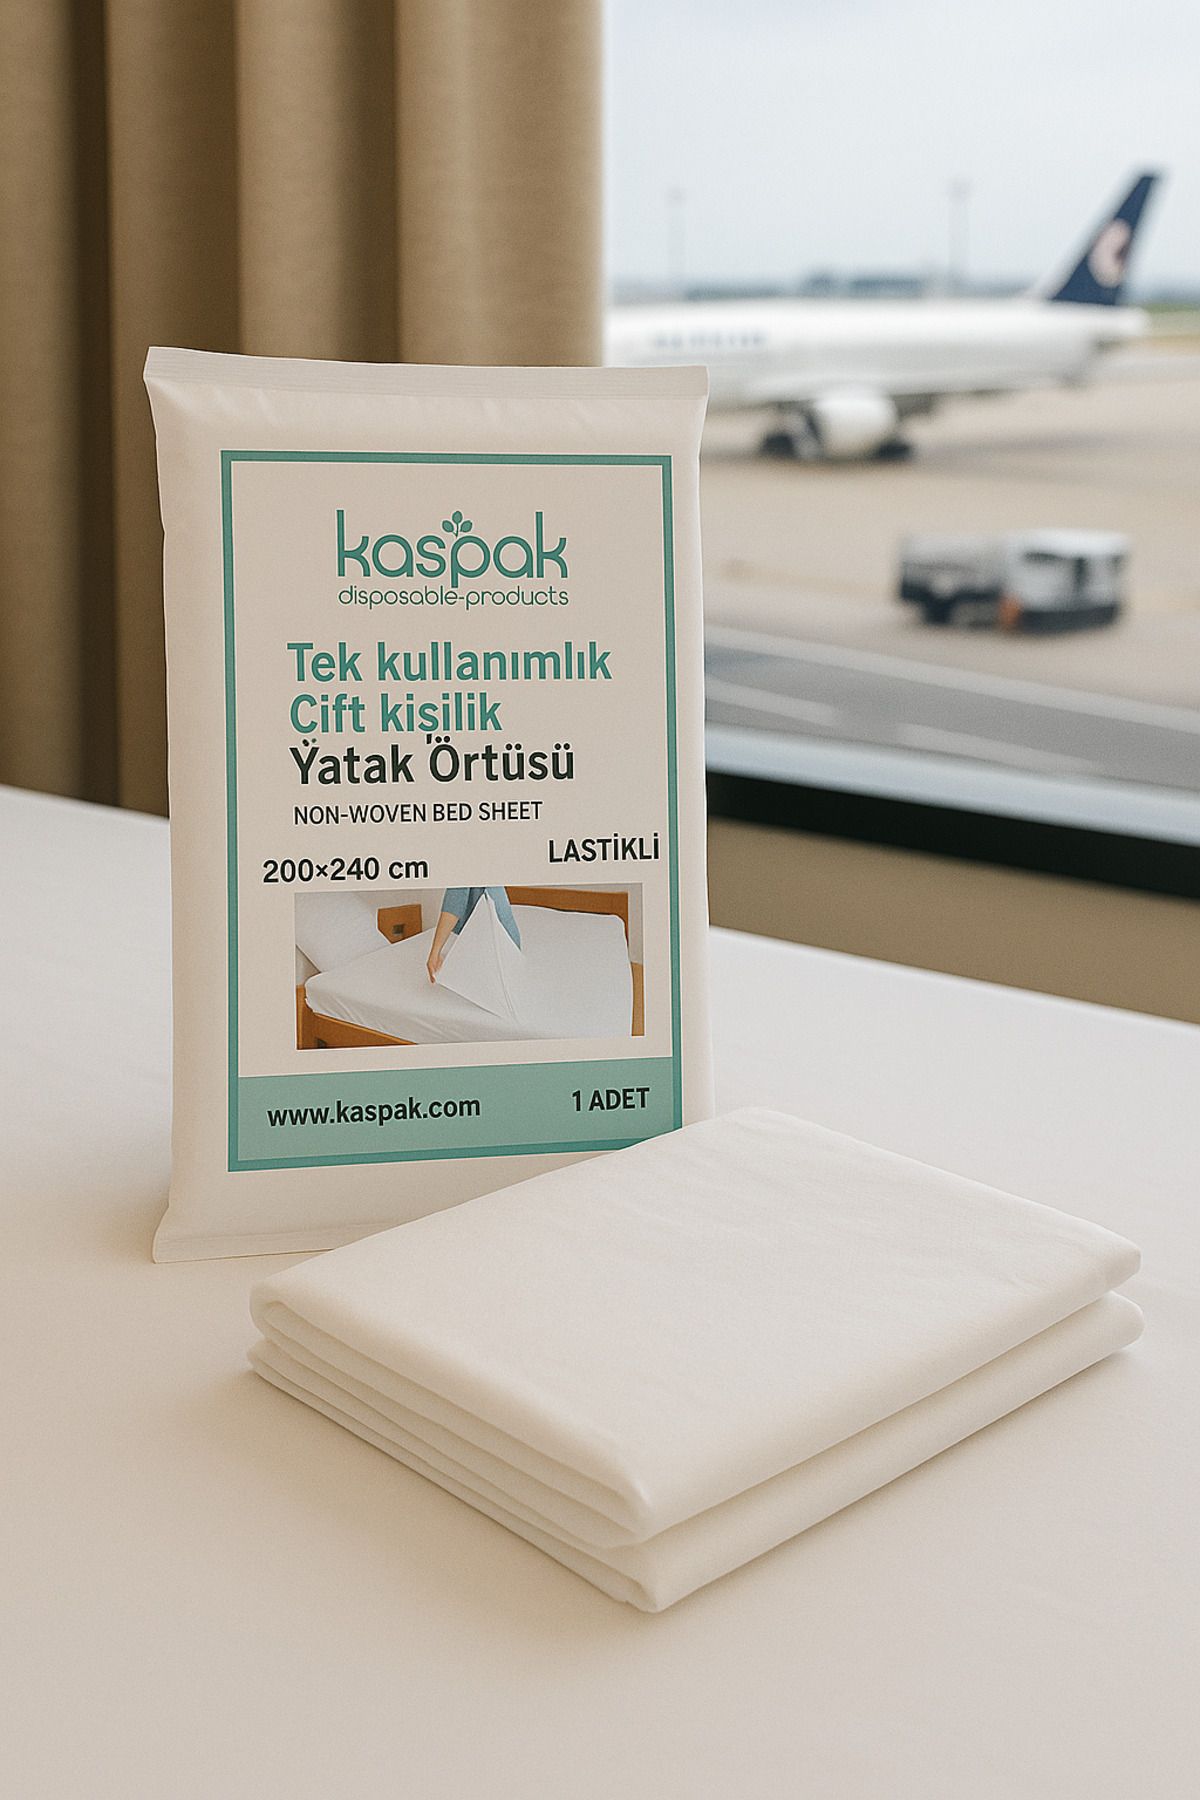 kaspak
disposable-products
Tek kullanımlık
Çift kişilik
Yatak Örtüsü
NON-WOVEN BED SHEET
200×240 cm
LASTİKLİ
www.kaspak.com
1 ADET